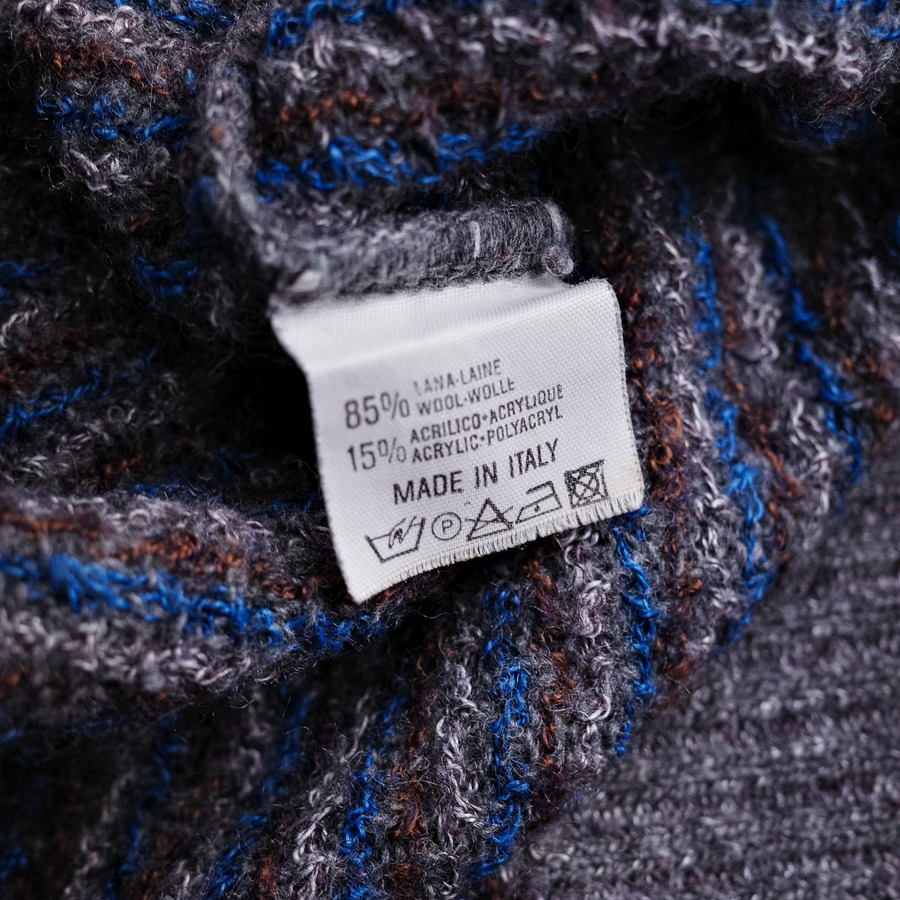 85% LANA·LAINE
WOOL·WOLLE
15% ACRILICO·ACRYLIQUE
ACRYLIC·POLYACRYL
MADE IN ITALY
P